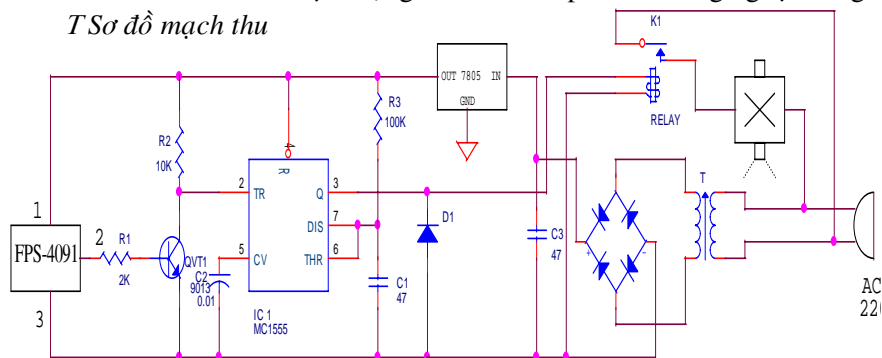 T Sơ đồ mạch thu
K1
OUT 7805 IN
GND
RELAY
R3
100K
R2
10K
4
R
2
TR
Q
3
DIS
7
THR
6
5
CV
D1
T
1
FPS-4091
2
R1
2K
3
QVT1
C2
9013
0.01
IC 1
MC1555
C1
47
C3
47
+
-
AC